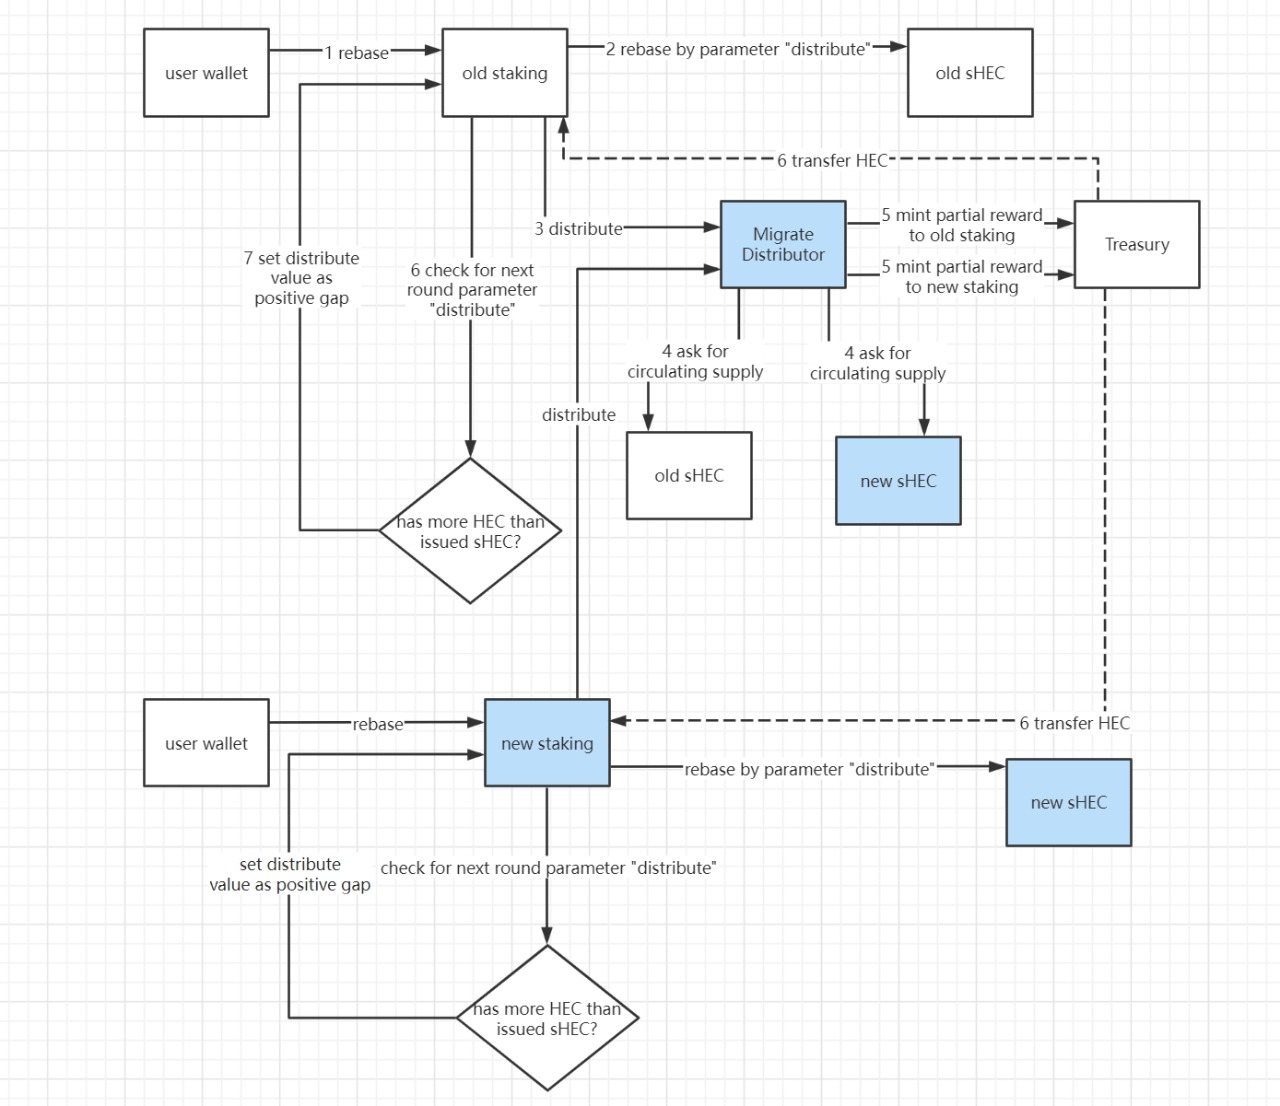 user wallet
1 rebase
old staking
2 rebase by parameter "distribute"
old sHEC
6 transfer HEC
3 distribute
Migrate
Distributor
5 mint partial reward
to old staking
5 mint partial reward
to new staking
Treasury
7 set distribute
value as
positive gap
6 check for next
round parameter
"distribute"
4 ask for
circulating supply
4 ask for
circulating supply
distribute
old sHEC
new sHEC
has more HEC than
issued sHEC?
user wallet
rebase
new staking
6 transfer HEC
rebase by parameter "distribute"
new sHEC
set distribute
value as positive gap
check for next round parameter "distribute"
has more HEC than
issued sHEC?